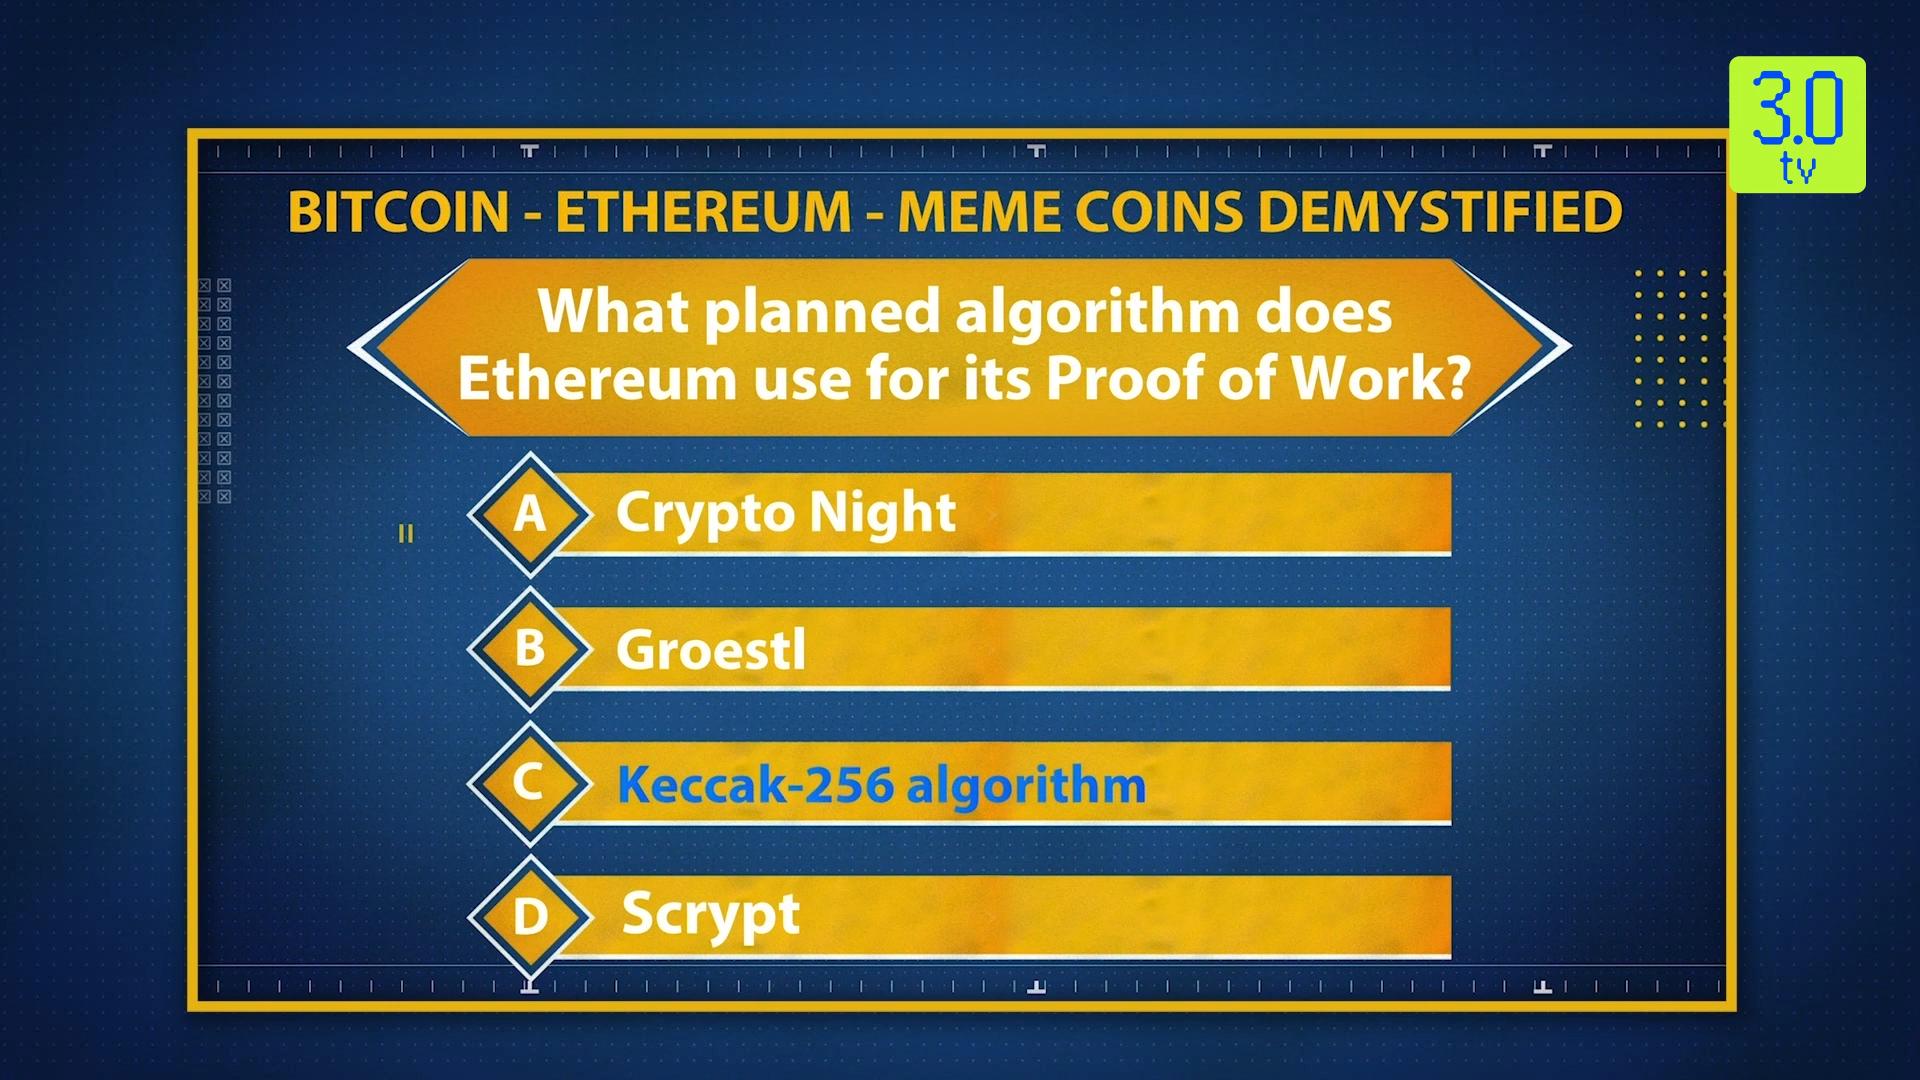 3.0
tv
BITCOIN - ETHEREUM - MEME COINS DEMYSTIFIED
What planned algorithm does
Ethereum use for its Proof of Work?
A Crypto Night
B Groestl
C Keccak-256 algorithm
D Scrypt